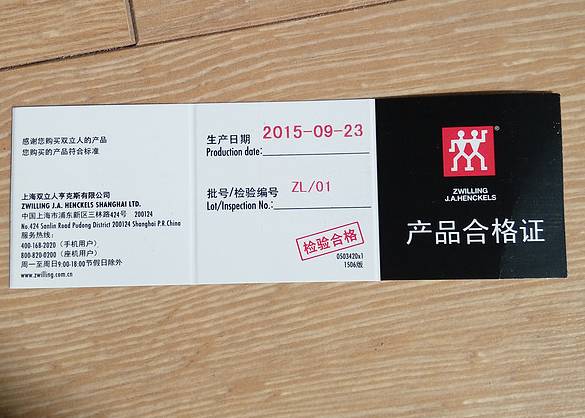 感谢您购买双立人的产品
您购买的产品符合标准
上海双立人亨克斯有限公司
ZWILLING J.A. HENCKELS SHANGHAI LTD.
中国上海市浦东新区三林路424号 200124
No.424 Sanlin Road Pudong District 200124 Shanghai P.R.China
服务热线:
400-168-2020（手机用户）
800-820-0200（座机用户）
周一至周日9:00-18:00节假日除外
www.zwilling.com.cn
生产日期 2015-09-23
Production date:
批号/检验编号 ZL/01
Lot/Inspection No.:
检验合格
0503420x1
1506版
®
ZWILLING
J.A.HENCKELS
产品合格证